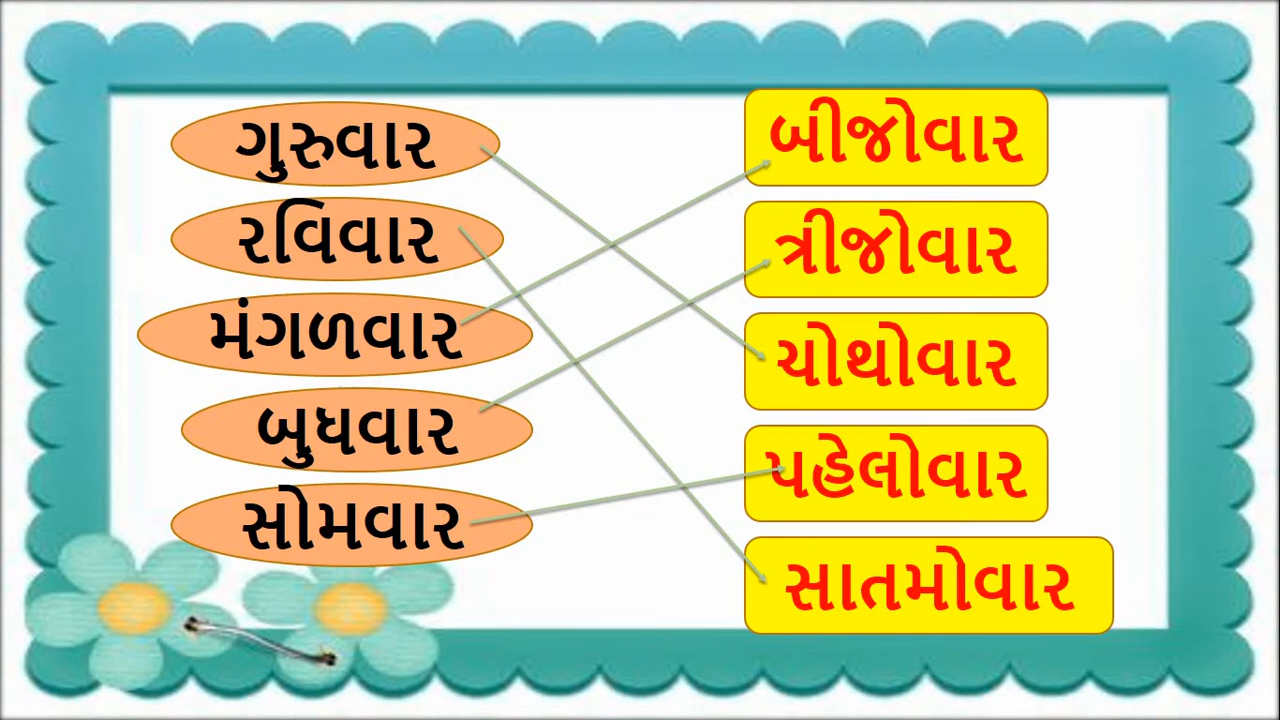 ગુરુવાર
રવિવાર
મંગળવાર
બુધવાર
સોમવાર
બીજોવાર
ત્રીજોવાર
ચોથોવાર
પહેલોવાર
સાતમોવાર